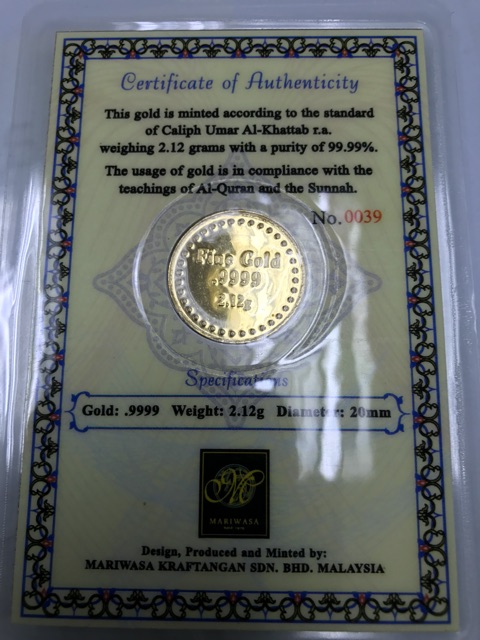 Certificate of Authenticity
This gold is minted according to the standard
of Caliph Umar Al-Khattab r.a.
weighing 2.12 grams with a purity of 99.99%.
The usage of gold is in compliance with the
teachings of Al-Quran and the Sunnah.
No.0039
Fine Gold
.9999
2.12g
Specifications
Gold: .9999 Weight: 2.12g Diameter: 20mm
M
MARIWASA
Design, Produced and Minted by:
MARIWASA KRAFTANGAN SDN. BHD. MALAYSIA